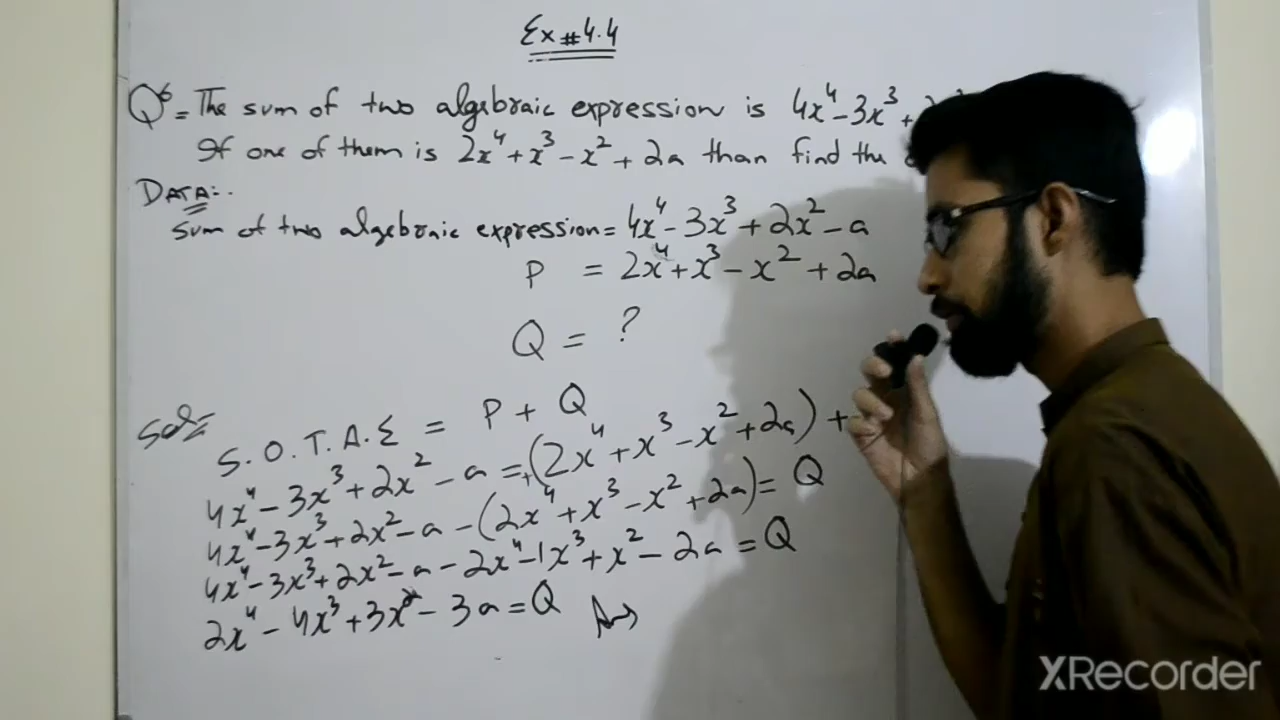 Ex #4.4
Q6= The sum of two algebraic expression is 4x⁴-3x³+
If one of them is 2x⁴+x³-x²+2a than find the
DATA:-
Sum of two algebraic expression = 4x⁴-3x³+2x²-a
P = 2x⁴+x³-x²+2a
Q = ?
Sol:
S.O.T.A.E = P + Q
4x⁴-3x³+2x²-a=+(2x⁴+x³-x²+2a)+
4x⁴-3x³+2x²-a-(2x⁴+x³-x²+2a)=Q
4x⁴-3x³+2x²-a-2x⁴-1x³+x²-2a=Q
2x⁴-4x³+3x²-3a=Q Ans
XRecorder